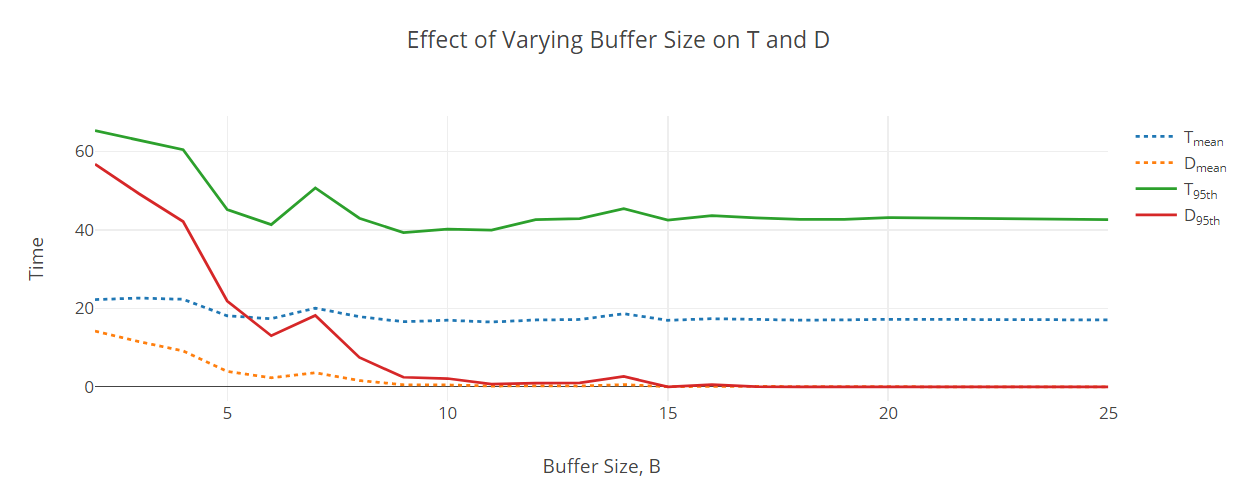 Effect of Varying Buffer Size on T and D
Time
60
40
20
0
5 10 15 20 25
Buffer Size, B
Tmean
Dmean
T95th
D95th